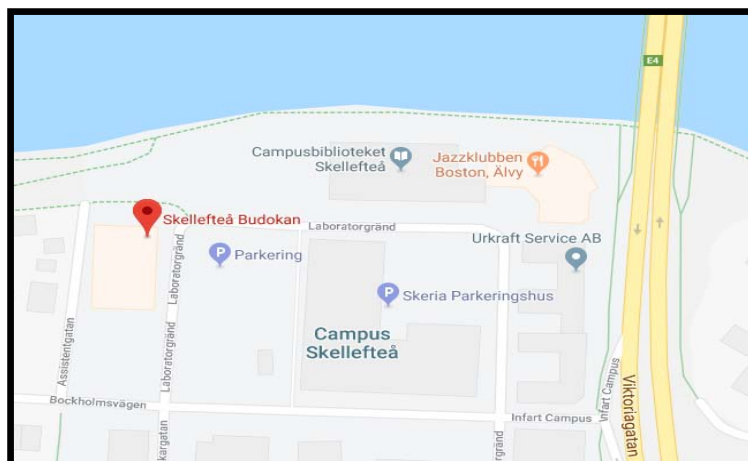 E4
Campusbiblioteket
Skellefteå
Jazzklubben
Boston, Älvy
Skellefteå Budokan
Laboratorgränd
Urkraft Service AB
P
Parkering
Laboratorgränd
P
Skeria Parkeringshus
Campus
Skellefteå
Assistentgatan
Laboratorgränd
Bockholmsvägen
Infart Campus
Infart Campus
Viktoriagatan